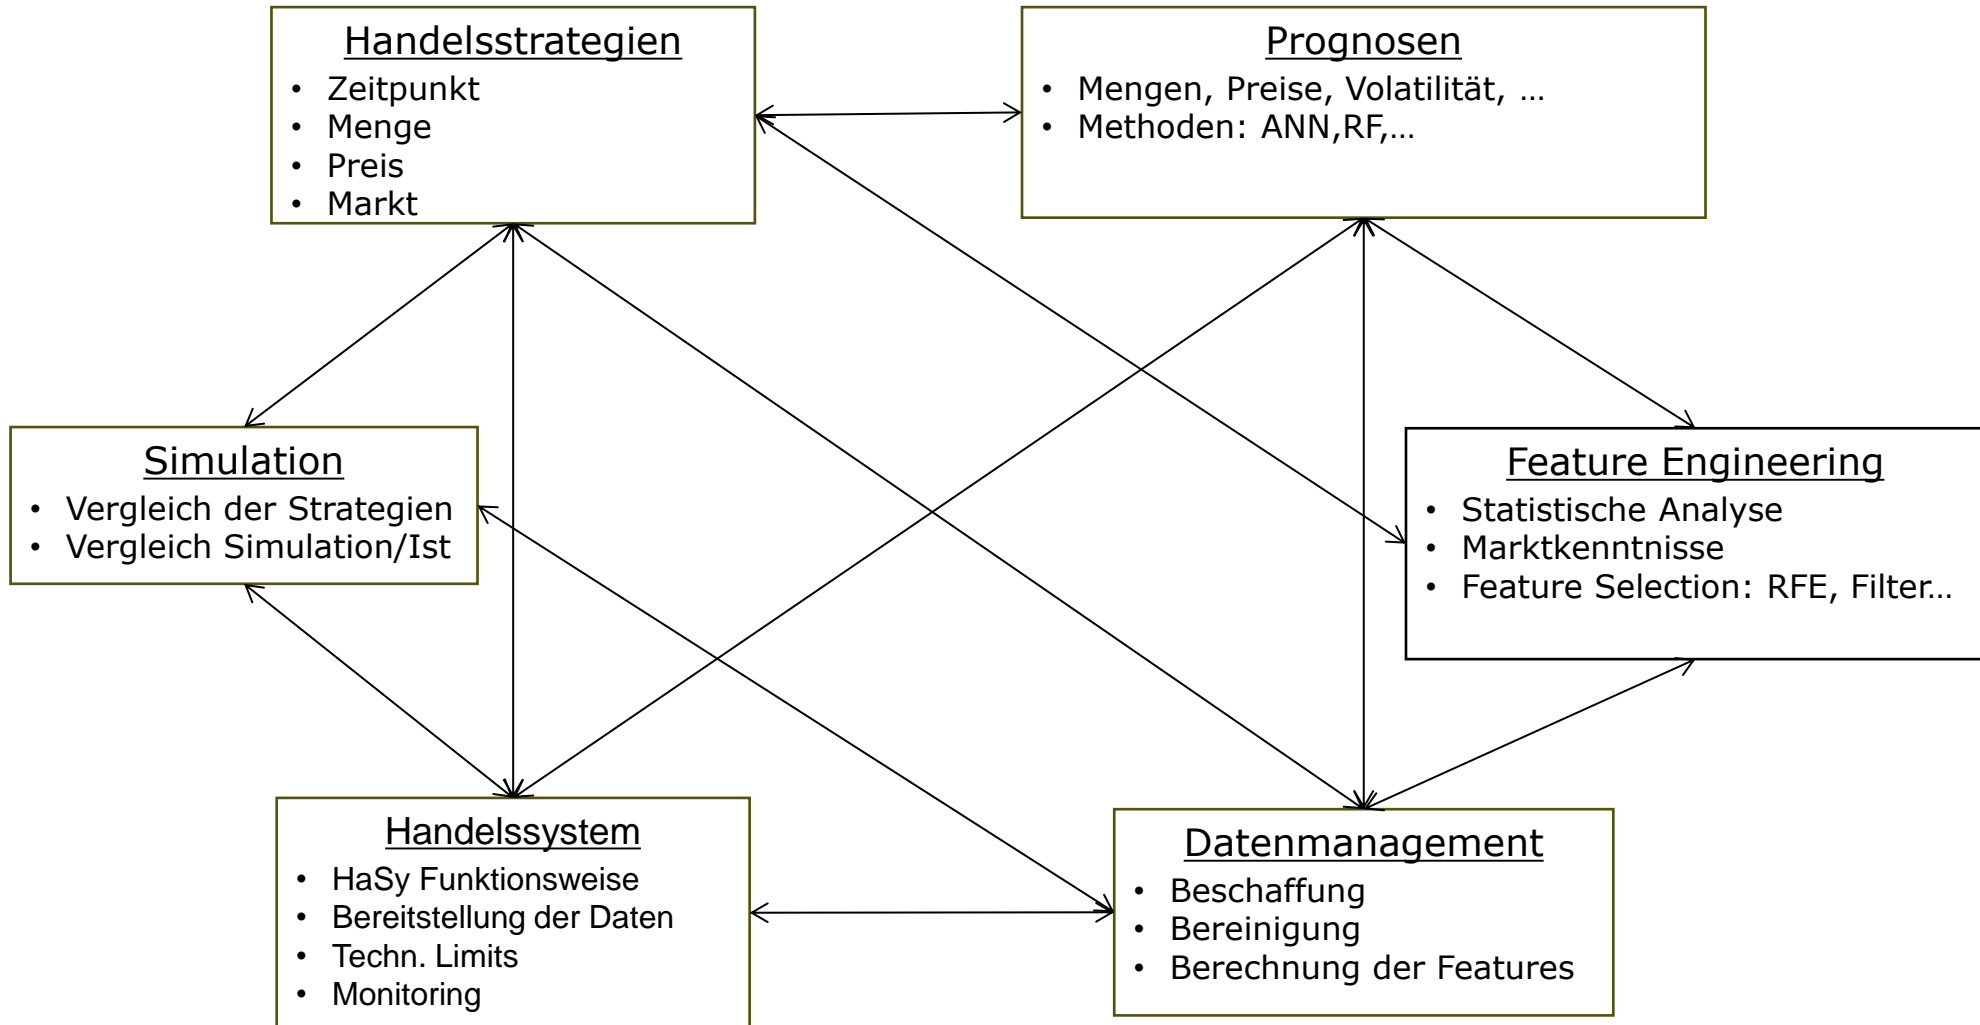 Handelsstrategien
• Zeitpunkt
• Menge
• Preis
• Markt
Prognosen
• Mengen, Preise, Volatilität, …
• Methoden: ANN,RF,…
Simulation
• Vergleich der Strategien
• Vergleich Simulation/Ist
Feature Engineering
• Statistische Analyse
• Marktkenntnisse
• Feature Selection: RFE, Filter…
Handelssystem
• HaSy Funktionsweise
• Bereitstellung der Daten
• Techn. Limits
• Monitoring
Datenmanagement
• Beschaffung
• Bereinigung
• Berechnung der Features